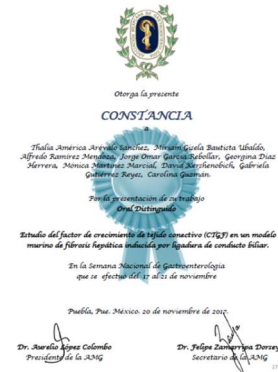 Otorga la presente
CONSTANCIA
a
Thalía América Arévalo Sánchez, Miriam Gisela Bautista Ubaldo,
Alfredo Ramírez Mendoza, Jorge Omar García Rebollar, Georgina Díaz
Herrera, Mónica Martínez Marcial, David Kershenobich, Gabriela
Gutiérrez Reyes, Carolina Guzmán.
Por la presentación de su trabajo
Oral Distinguido
Estudio del factor de crecimiento de tejido conectivo (CTGF) en un modelo
murino de fibrosis hepática inducida por ligadura de conducto biliar.
En la Semana Nacional de Gastroenterología
que se efectuó del 17 al 21 de noviembre
Puebla, Pue. México. 20 de noviembre de 2017.
Dr. Aurelio López Colombo
Presidente de la AMG
Dr. Felipe Zamarripa Dorsey
Secretario de la AMG